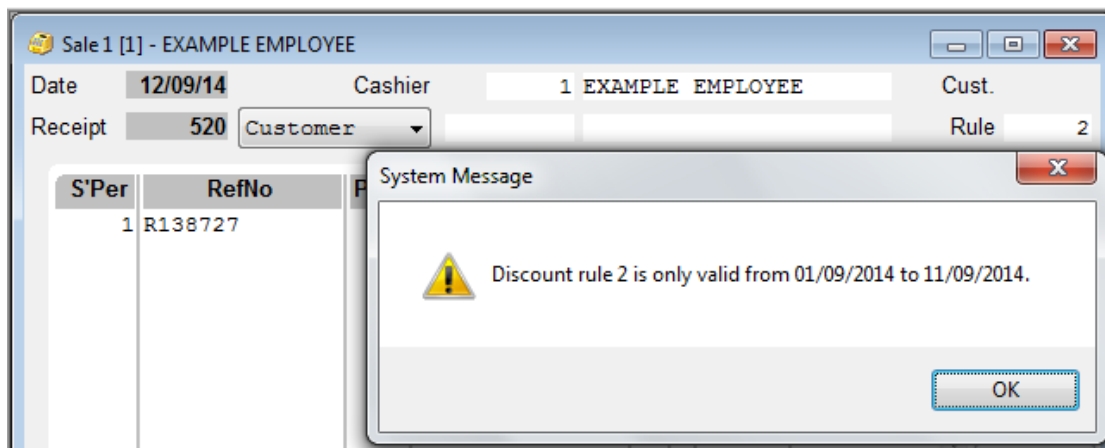 Sale 1 [1] - EXAMPLE EMPLOYEE
Date 12/09/14 Cashier 1 EXAMPLE EMPLOYEE Cust.
Receipt 520 Customer Rule 2
System Message
S'Per RefNo P
1 R138727
Discount rule 2 is only valid from 01/09/2014 to 11/09/2014.
OK